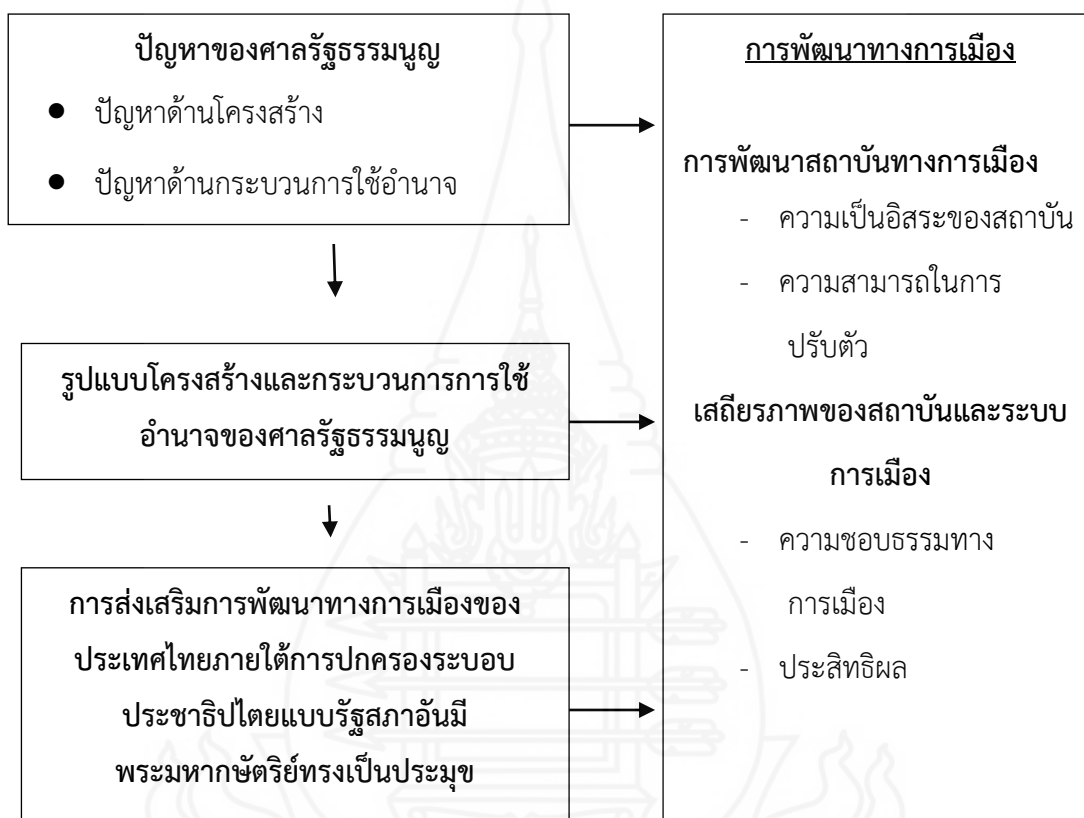 ปัญหาของศาลรัฐธรรมนูญ
● ปัญหาด้านโครงสร้าง
● ปัญหาด้านกระบวนการใช้อำนาจ
รูปแบบโครงสร้างและกระบวนการการใช้
อำนาจของศาลรัฐธรรมนูญ
การส่งเสริมการพัฒนาทางการเมืองของ
ประเทศไทยภายใต้การปกครองระบอบ
ประชาธิปไตยแบบรัฐสภาอันมี
พระมหากษัตริย์ทรงเป็นประมุข
การพัฒนาทางการเมือง
การพัฒนาสถาบันทางการเมือง
- ความเป็นอิสระของสถาบัน
- ความสามารถในการ
ปรับตัว
เสถียรภาพของสถาบันและระบบ
การเมือง
- ความชอบธรรมทาง
การเมือง
- ประสิทธิผล